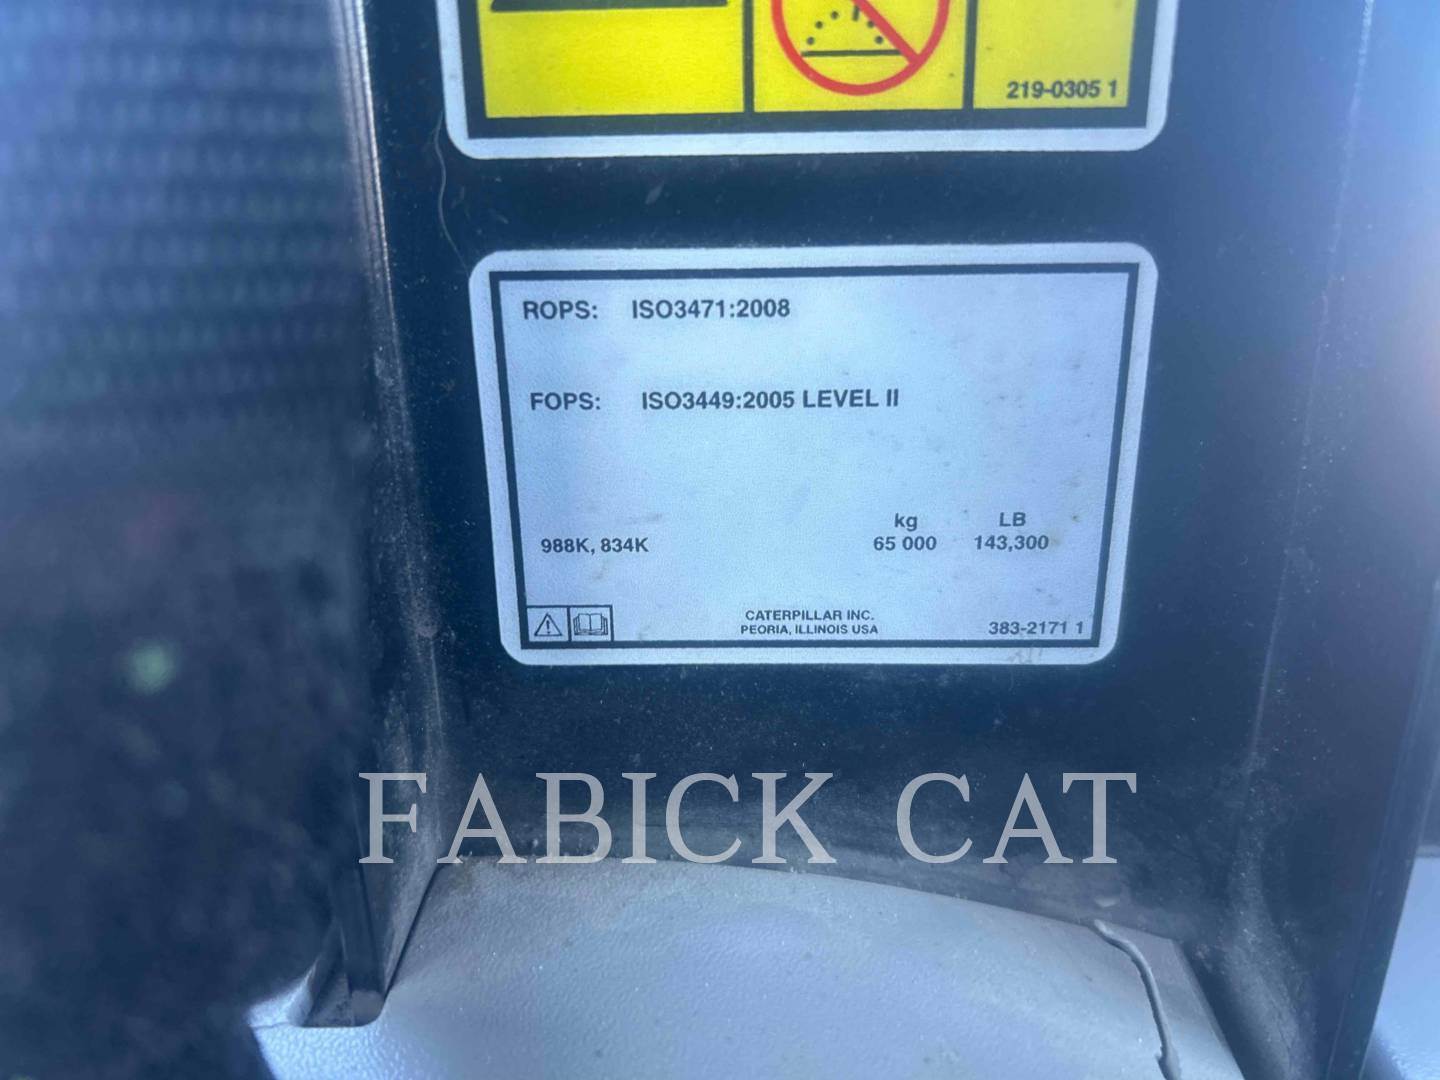 219-0305 1
ROPS: ISO3471:2008
FOPS: ISO3449:2005 LEVEL II
kg LB
988K, 834K 65 000 143,300
CATERPILLAR INC.
PEORIA, ILLINOIS USA
383-2171 1
FABICK CAT